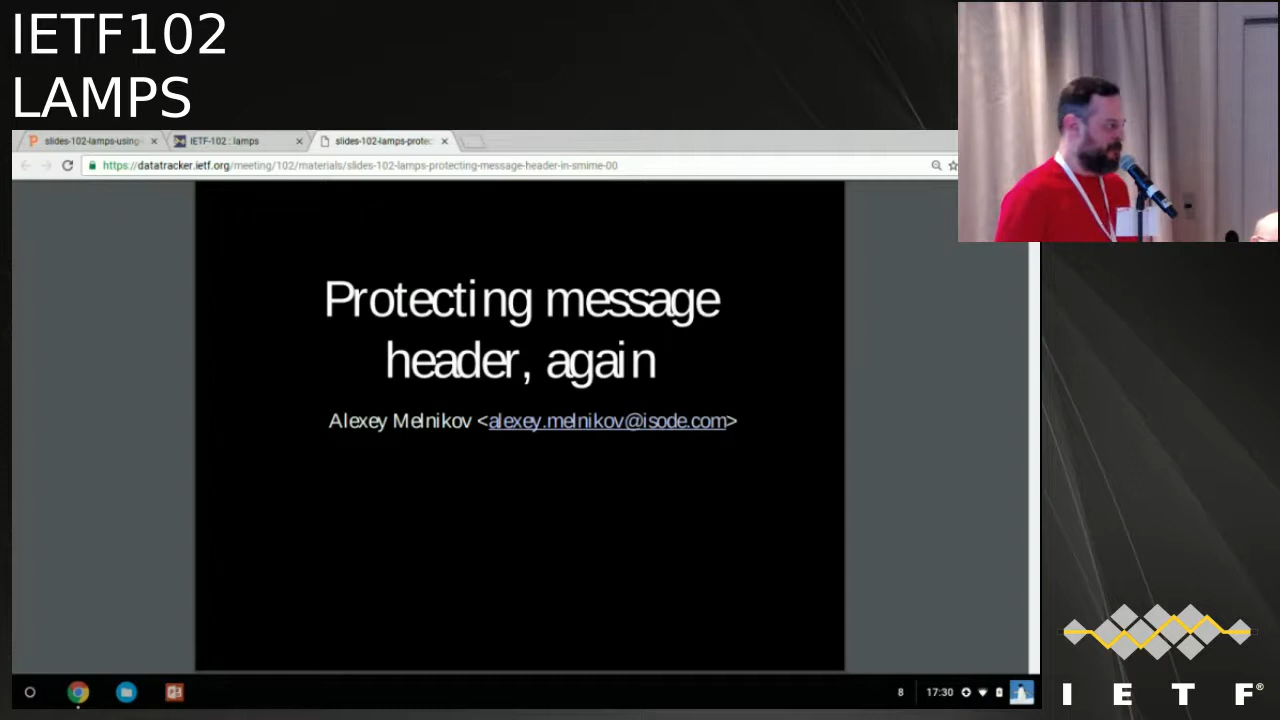 IETF102
LAMPS
slides-102-lamps-using-
IETF-102 : lamps
slides-102-lamps-protec
https://datatracker.ietf.org/meeting/102/materials/slides-102-lamps-protecting-message-header-in-smime-00
Protecting message
header, again
Alexey Melnikov <alexey.melnikov@isode.com>
8
17:30
I E T F®